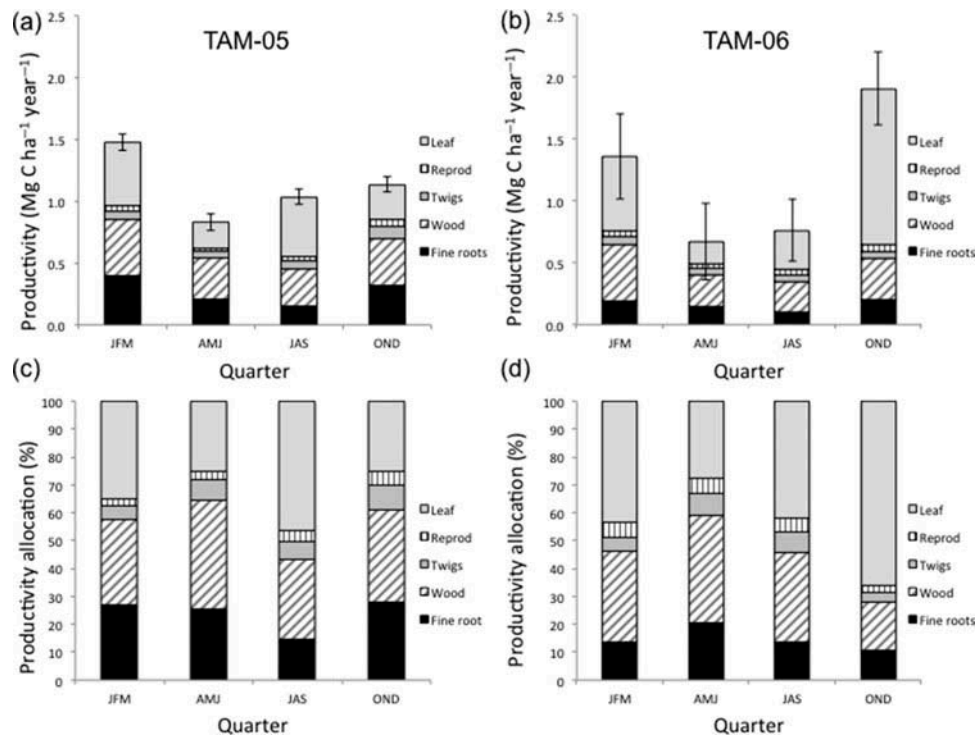 (a)
TAM-05
Productivity (Mg C ha⁻¹ year⁻¹)
2.5
2.0
1.5
1.0
0.5
0.0
JFM AMJ JAS OND
Quarter
Leaf
Reprod
Twigs
Wood
Fine roots
(b)
TAM-06
Productivity (Mg C ha⁻¹ year⁻¹)
2.5
2.0
1.5
1.0
0.5
0.0
JFM AMJ JAS OND
Quarter
Leaf
Reprod
Twigs
Wood
Fine roots
(c)
Productivity allocation (%)
100
90
80
70
60
50
40
30
20
10
0
JFM AMJ JAS OND
Quarter
Leaf
Reprod
Twigs
Wood
Fine root
(d)
Productivity allocation (%)
100
90
80
70
60
50
40
30
20
10
0
JFM AMJ JAS OND
Quarter
Leaf
Reprod
Twigs
Wood
Fine roots